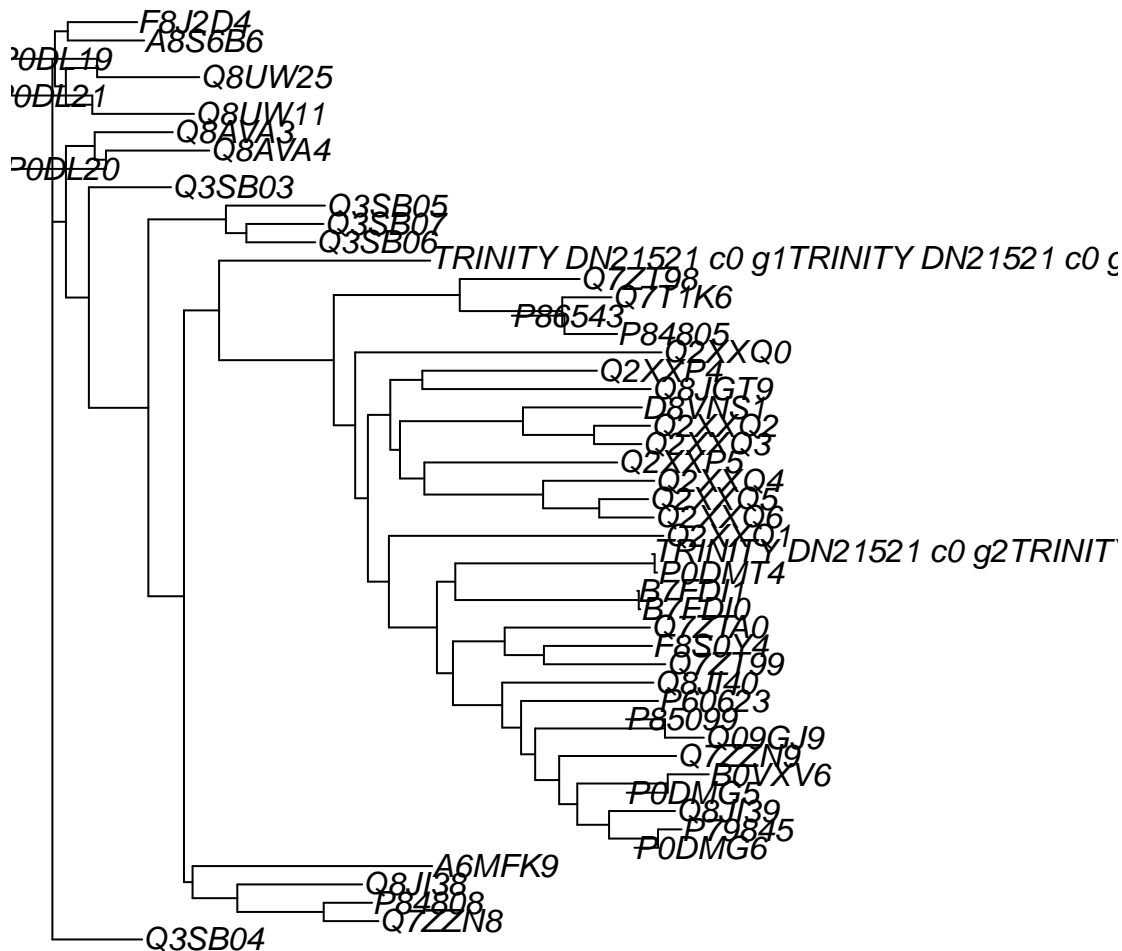 F8J2D4
A8S6B6
P0DL19
Q8UW25
P0DL21
Q8UW11
Q8AVA3
Q8AVA4
P0DL20
Q3SB03
Q3SB05
Q3SB07
Q3SB06
TRINITY DN21521 c0 g1TRINITY DN21521 c0 g
Q7ZT98
Q7T1K6
P86543
P84805
Q2XXQ0
Q2XXP4
Q8JGT9
D8VNS1
Q2XXQ2
Q2XXQ3
Q2XXP5
Q2XXQ4
Q2XXQ5
Q2XXQ6
Q2XXQ1
TRINITY DN21521 c0 g2TRINITY
P0DMT4
B7FDI1
B7FDI0
Q7ZTA0
F8S0Y4
Q7ZT99
Q8JI40
P60623
P85099
Q09GJ9
Q7ZZN9
B0VXV6
P0DMG5
Q8JI39
P79845
P0DMG6
A6MFK9
Q8JI38
P84808
Q7ZZN8
Q3SB04